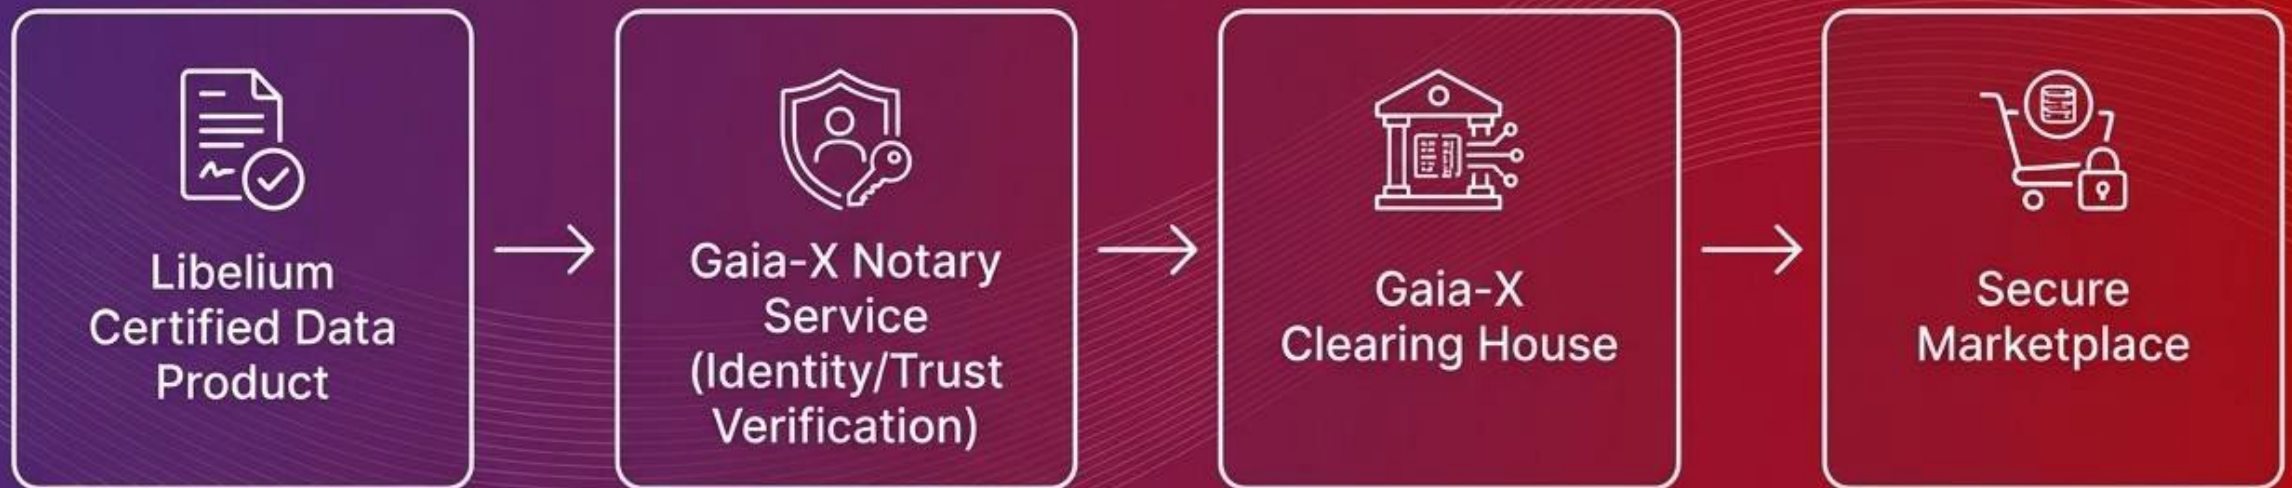 Libelium
Certified Data
Product
Gaia-X Notary
Service
(Identity/Trust
Verification)
Gaia-X
Clearing House
Secure
Marketplace